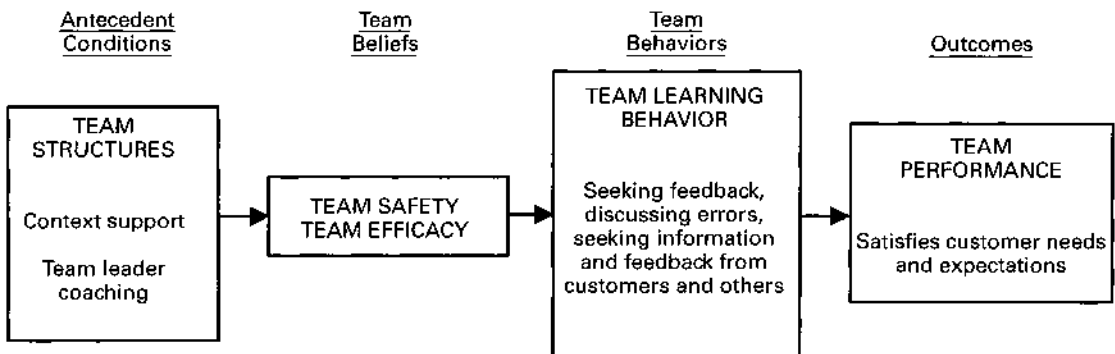 Antecedent
Conditions
Team
Beliefs
Team
Behaviors
Outcomes
TEAM
STRUCTURES
Context support
Team leader
coaching
TEAM SAFETY
TEAM EFFICACY
TEAM LEARNING
BEHAVIOR
Seeking feedback,
discussing errors,
seeking information
and feedback from
customers and others
TEAM
PERFORMANCE
Satisfies customer needs
and expectations